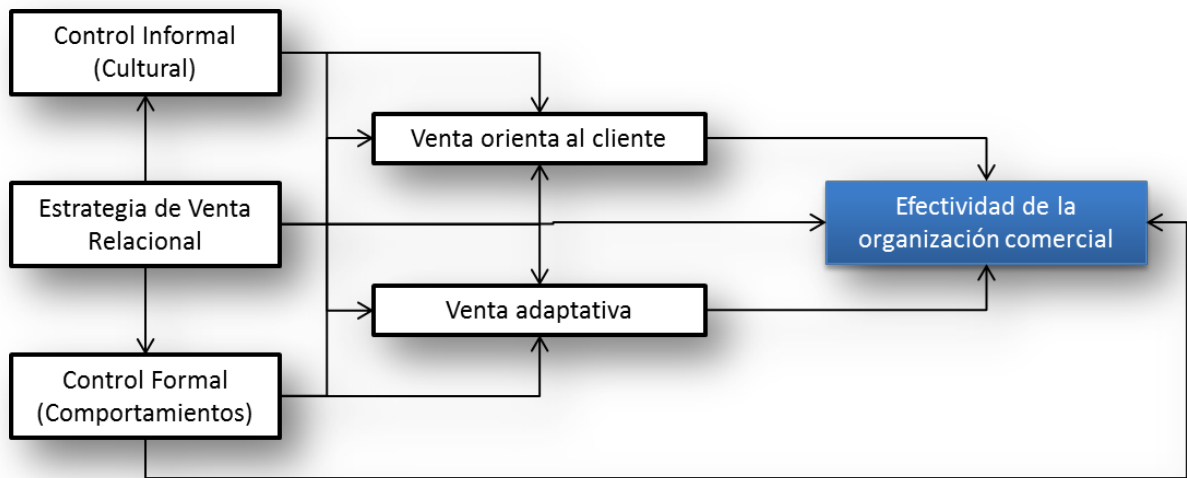 Control Informal
(Cultural)
Venta orienta al cliente
Estrategia de Venta
Relacional
Efectividad de la
organización comercial
Venta adaptativa
Control Formal
(Comportamientos)